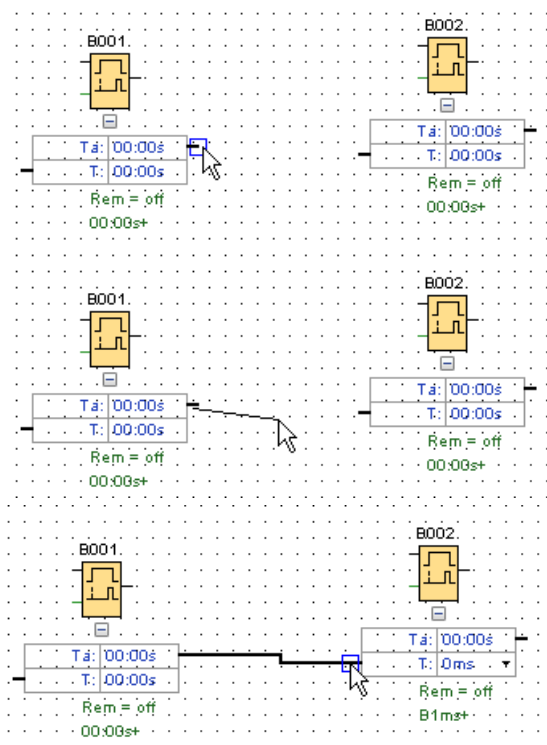 B001
B002
Ta: 00:00s
T: 00:00s
Rem = off
00:00s+
Ta: 00:00s
T: 00:00s
Rem = off
00:00s+
B001
B002
Ta: 00:00s
T: 00:00s
Rem = off
00:00s+
Ta: 00:00s
T: 00:00s
Rem = off
00:00s+
B001
B002
Ta: 00:00s
T: 00:00s
Rem = off
00:00s+
Ta: 00:00s
T: 0ms
Rem = off
B1ms+